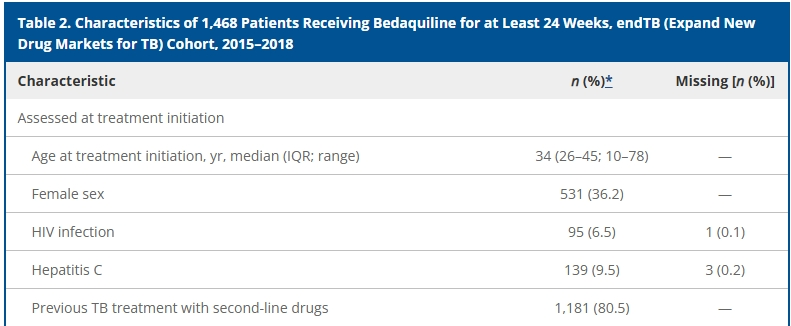 Table 2. Characteristics of 1,468 Patients Receiving Bedaquiline for at Least 24 Weeks, endTB (Expand New
Drug Markets for TB) Cohort, 2015–2018
Characteristic n (%)* Missing [n (%)]
Assessed at treatment initiation
Age at treatment initiation, yr, median (IQR; range) 34 (26–45; 10–78) —
Female sex 531 (36.2) —
HIV infection 95 (6.5) 1 (0.1)
Hepatitis C 139 (9.5) 3 (0.2)
Previous TB treatment with second-line drugs 1,181 (80.5) —